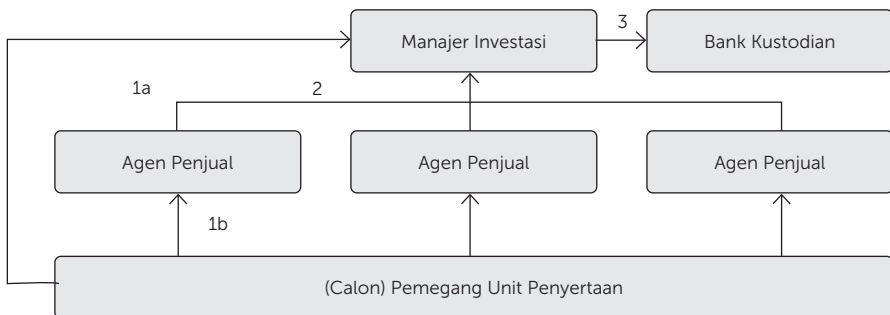 3
Manajer Investasi
Bank Kustodian
1a
2
Agen Penjual
Agen Penjual
Agen Penjual
1b
(Calon) Pemegang Unit Penyertaan